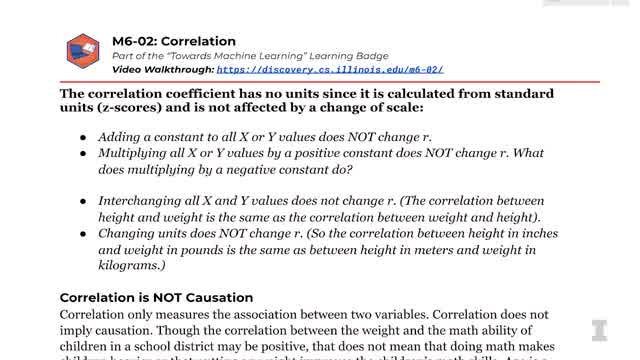 M6-02: Correlation
Part of the “Towards Machine Learning” Learning Badge
Video Walkthrough: https://discovery.cs.illinois.edu/m6-02/
The correlation coefficient has no units since it is calculated from standard
units (z-scores) and is not affected by a change of scale:
● Adding a constant to all X or Y values does NOT change r.
● Multiplying all X or Y values by a positive constant does NOT change r. What
does multiplying by a negative constant do?
● Interchanging all X and Y values does not change r. (The correlation between
height and weight is the same as the correlation between weight and height).
● Changing units does NOT change r. (So the correlation between height in inches
and weight in pounds is the same as between height in meters and weight in
kilograms.)
Correlation is NOT Causation
Correlation only measures the association between two variables. Correlation does not
imply causation. Though the correlation between the weight and the math ability of
children in a school district may be positive, that does not mean that doing math makes